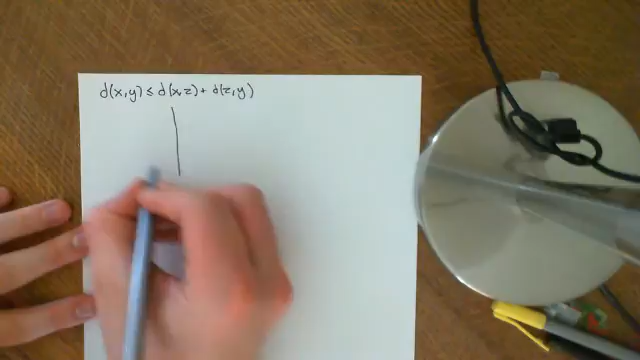 d(x,y) ≤ d(x,z) + d(z,y)